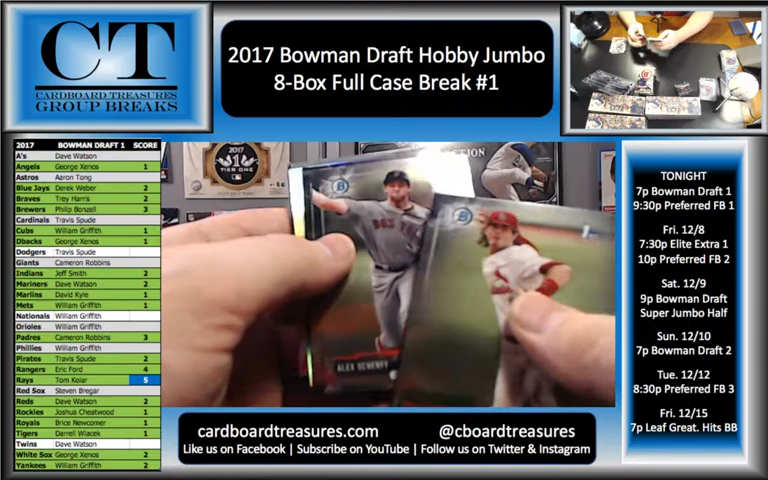 CT
CARDBOARD TREASURES
GROUP BREAKS
2017 Bowman Draft Hobby Jumbo
8-Box Full Case Break #1
2017 BOWMAN DRAFT 1 SCORE
A's Dave Watson
Angels George Xenos 1
Astros Aaron Tong
Blue Jays Derek Weber 2
Braves Trey Harris 2
Brewers Philip Bonzell 3
Cardinals Travis Spude
Cubs William Griffith 1
Dbacks George Xenos 1
Dodgers Travis Spude
Giants Cameron Robbins
Indians Jeff Smith 2
Mariners Dave Watson 2
Marlins David Kyle 1
Mets William Griffith 1
Nationals William Griffith
Orioles William Griffith
Padres Cameron Robbins 3
Phillies William Griffith
Pirates Travis Spude 2
Rangers Eric Ford 4
Rays Tom Kolar 5
Red Sox Steven Bregar
Reds Dave Watson 2
Rockies Joshua Cheatwood 1
Royals Brice Newcomer 1
Tigers Darrell Wiacek 1
Twins Dave Watson
White Sox George Xenos 2
Yankees William Griffith 2
2017
1
TIER ONE
BOX
ALEX SCHERFF
TONIGHT
7p Bowman Draft 1
9:30p Preferred FB 1
Fri. 12/8
7:30p Elite Extra 1
10p Preferred FB 2
Sat. 12/9
9p Bowman Draft
Super Jumbo Half
Sun. 12/10
7p Bowman Draft 2
Tue. 12/12
8:30p Preferred FB 3
Fri. 12/15
7p Leaf Great. Hits BB
cardboardtreasures.com @cboardtreasures
Like us on Facebook | Subscribe on YouTube | Follow us on Twitter & Instagram